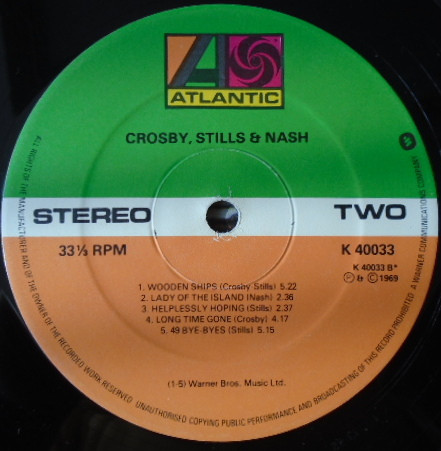 ATLANTIC
CROSBY, STILLS & NASH
STEREO
TWO
33⅓ RPM
K 40033
K 40033 B*
Ⓟ & Ⓒ 1969
1. WOODEN SHIPS (Crosby Stills) 5.22
2. LADY OF THE ISLAND (Nash) 2.36
3. HELPLESSLY HOPING (Stills) 2.37
4. LONG TIME GONE (Crosby) 4.17
5. 49 BYE-BYES (Stills) 5.15
(1-5) Warner Bros. Music Ltd.
ALL RIGHTS OF THE MANUFACTURER AND OF THE OWNER OF THE RECORDED WORK RESERVED. UNAUTHORISED COPYING PUBLIC PERFORMANCE AND BROADCASTING OF THIS RECORD PROHIBITED. A WARNER COMMUNICATIONS COMPANY